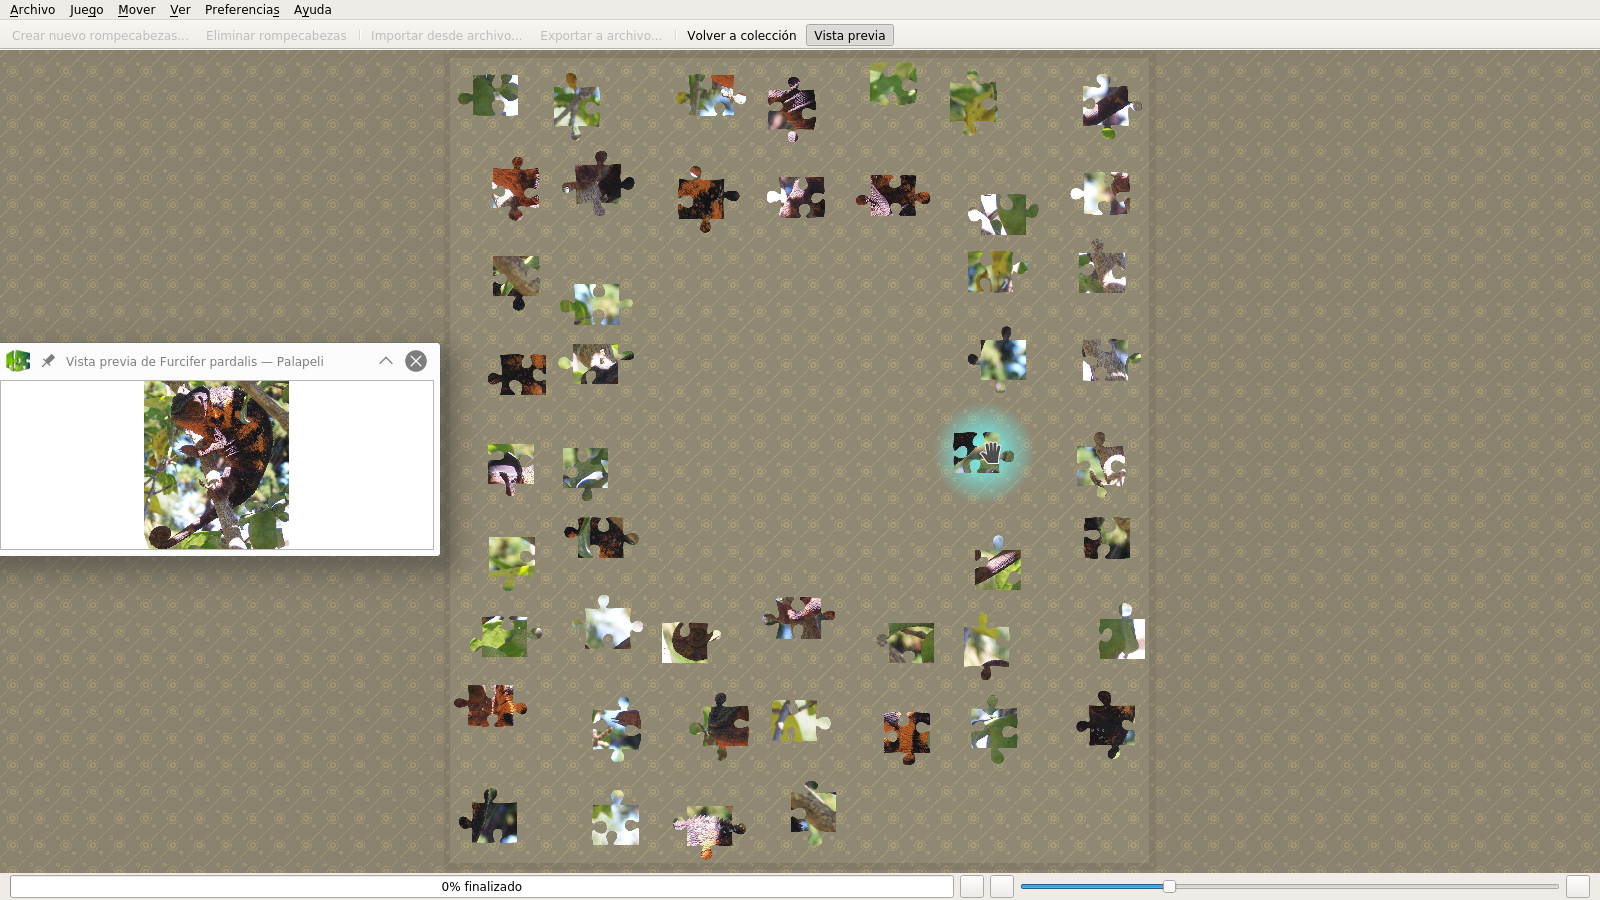 Archivo Juego Mover Ver Preferencias Ayuda
Crear nuevo rompecabezas... Eliminar rompecabezas Importar desde archivo... Exportar a archivo... Volver a colección Vista previa
Vista previa de Furcifer pardalis — Palapeli
0% finalizado